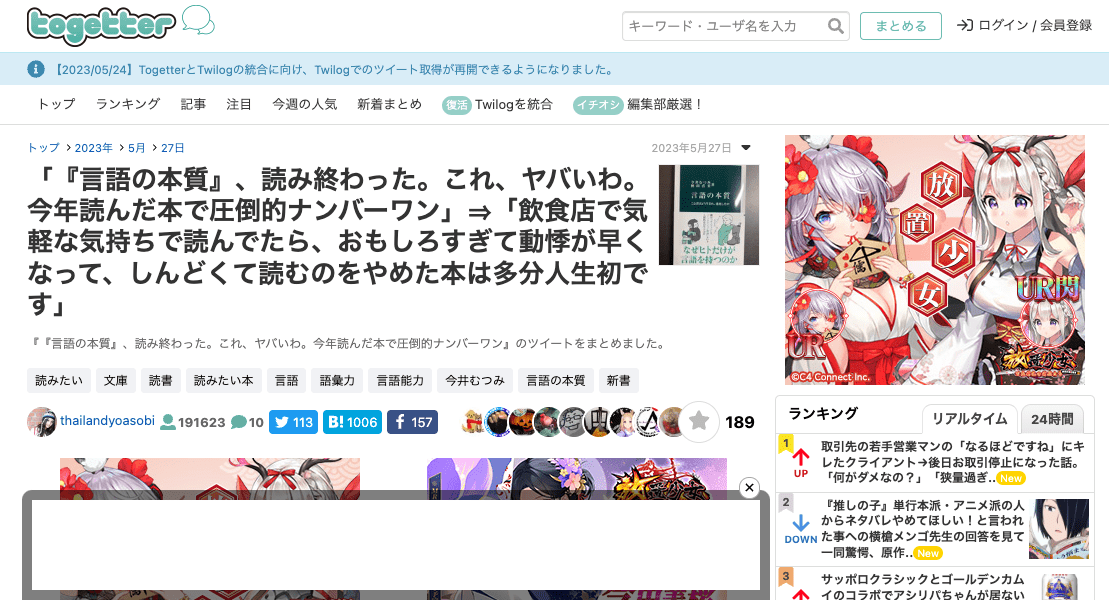 togetter
キーワード・ユーザ名を入力
まとめる
ログイン / 会員登録
【2023/05/24】TogetterとTwilogの統合に向け、Twilogでのツイート取得が再開できるようになりました。
トップ ランキング 記事 注目 今週の人気 新着まとめ 復活 Twilogを統合 イチオシ 編集部厳選！
トップ 2023年 5月 27日
2023年5月27日
「『言語の本質』、読み終わった。これ、ヤバいわ。
今年読んだ本で圧倒的ナンバーワン」⇒「飲食店で気
軽な気持ちで読んでたら、おもしろすぎて動悸が早く
なって、しんどくて読むのをやめた本は多分人生初で
す」
言語の本質
なぜヒトだけが
言語を持つのか
『『言語の本質』、読み終わった。これ、ヤバいわ。今年読んだ本で圧倒的ナンバーワン』のツイートをまとめました。
読みたい 文庫 読書 読みたい本 言語 語彙力 言語能力 今井むつみ 言語の本質 新書
thailandyoasobi 191623 10 113 B! 1006 157
189
放置少女
UR閃
UR
放置少女
©C4 Connect Inc.
ランキング
リアルタイム
24時間
1
UP
取引先の若手営業マンの「なるほどですね」にキ
レたクライアント→後日お取引停止になった話。
「何がダメなの？」「狭量過ぎ.. New
2
DOWN
『推しの子』単行本派・アニメ派の人
からネタバレやめてほしい！と言われ
た事への横槍メンゴ先生の回答を見て
一同驚愕、原作.. New
3
サッポロクラシックとゴールデンカム
イのコラボでアシリパちゃんが居ない